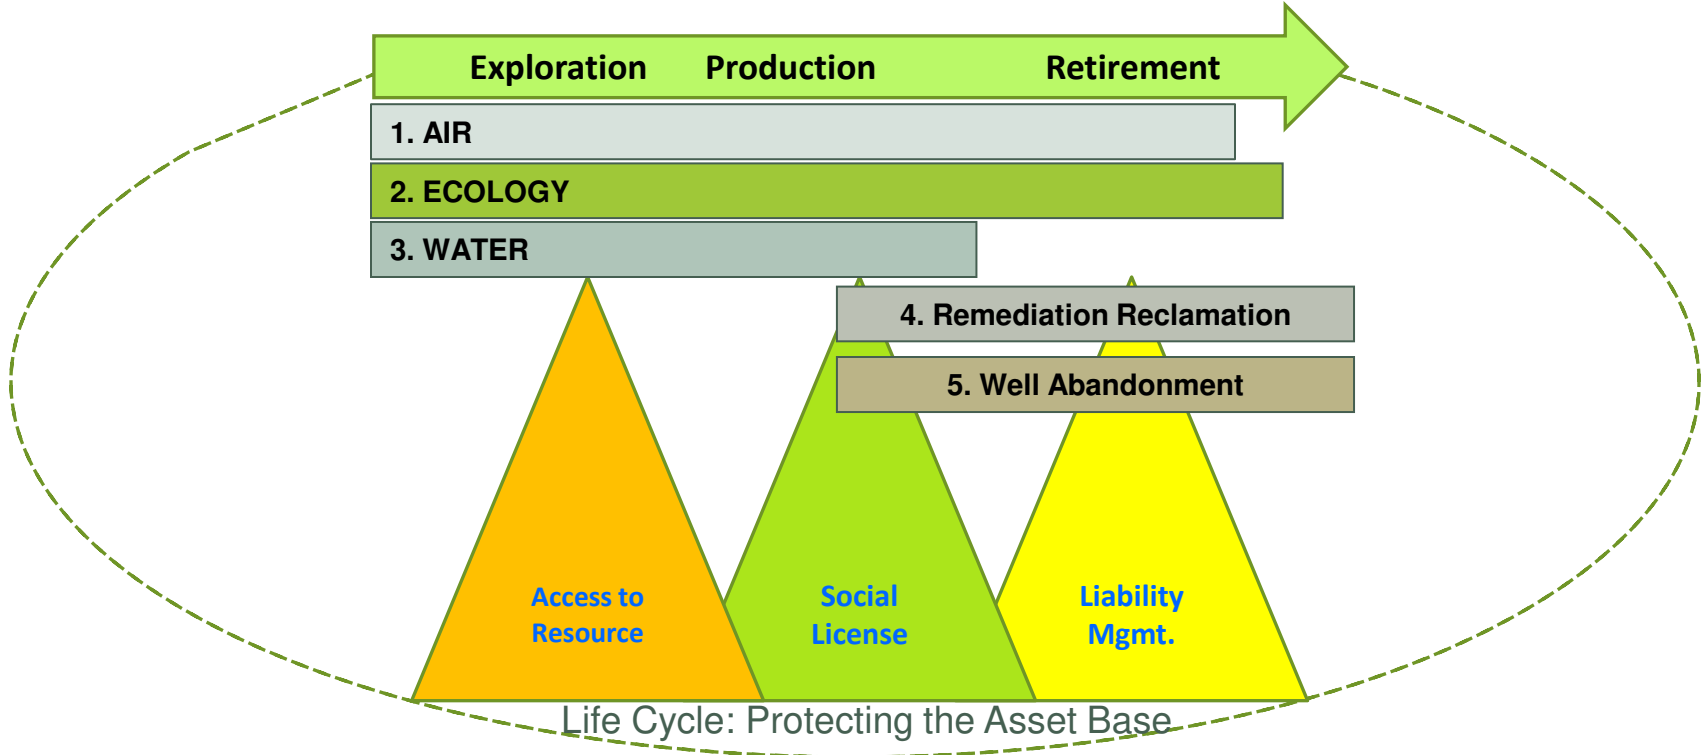 Exploration Production Retirement
1. AIR
2. ECOLOGY
3. WATER
4. Remediation Reclamation
5. Well Abandonment
Access to
Resource
Social
License
Liability
Mgmt.
Life Cycle: Protecting the Asset Base